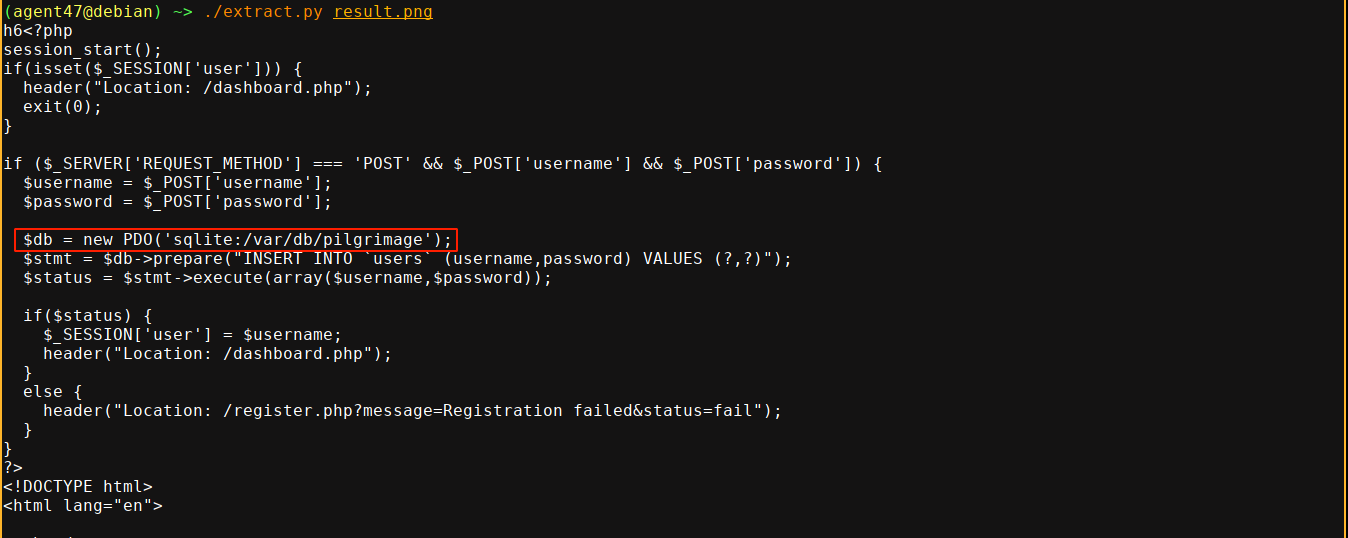 (agent47@debian) ~> ./extract.py result.png
h6<?php
session_start();
if(isset($_SESSION['user'])) {
  header("Location: /dashboard.php");
  exit(0);
}

if ($_SERVER['REQUEST_METHOD'] === 'POST' && $_POST['username'] && $_POST['password']) {
  $username = $_POST['username'];
  $password = $_POST['password'];

  $db = new PDO('sqlite:/var/db/pilgrimage');
  $stmt = $db->prepare("INSERT INTO `users` (username,password) VALUES (?,?)");
  $status = $stmt->execute(array($username,$password));

  if($status) {
    $_SESSION['user'] = $username;
    header("Location: /dashboard.php");
  }
  else {
    header("Location: /register.php?message=Registration failed&status=fail");
  }
}
?>
<!DOCTYPE html>
<html lang="en">